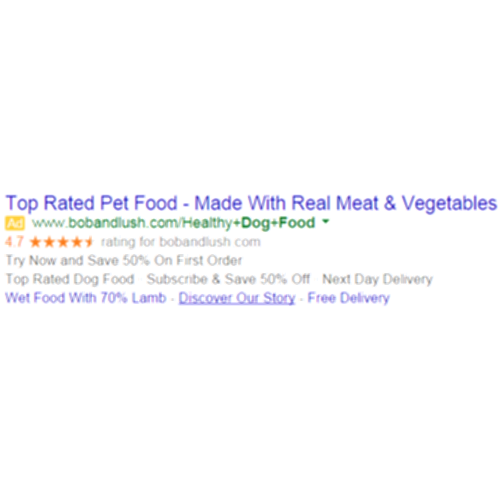 Top Rated Pet Food - Made With Real Meat & Vegetables
Ad www.bobandlush.com/Healthy+Dog+Food
4.7 ★★★★★ rating for bobandlush.com
Try Now and Save 50% On First Order
Top Rated Dog Food · Subscribe & Save 50% Off · Next Day Delivery
Wet Food With 70% Lamb - Discover Our Story - Free Delivery